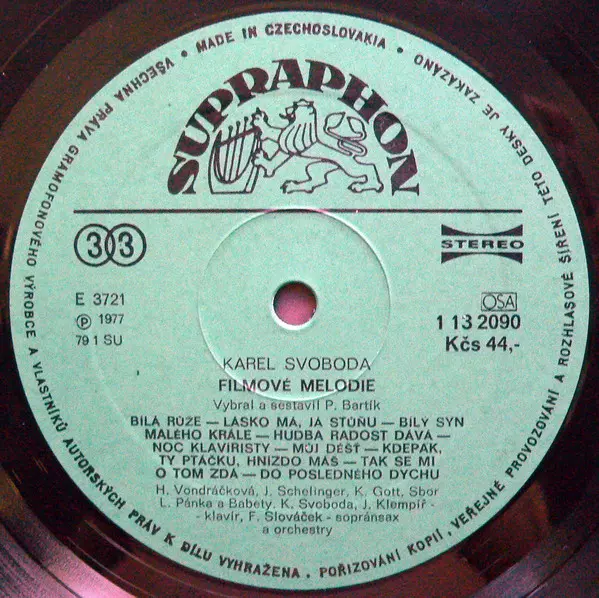 VŠECHNA PRÁVA GRAMOFONOVÉHO VÝROBCE A VLASTNÍKŮ AUTORSKÝCH PRÁV K DÍLU VYHRAŽENA. POŘIZOVÁNÍ KOPIÍ, VEŘEJNÉ PROVOZOVÁNÍ A ROZHLASOVÉ ŠÍŘENÍ TÉTO DESKY JE ZAKÁZÁNO • MADE IN CZECHOSLOVAKIA •
SUPRAPHON
33
STEREO
E 3721
Ⓟ 1977
79 1 SU
OSA
1 13 2090
Kčs 44,-
KAREL SVOBODA
FILMOVÉ MELODIE
Vybral a sestavil P. Bartík
BÍLÁ RŮŽE — LÁSKO MÁ, JÁ STŮŇU — BÍLÝ SYN
MALÉHO KRÁLE — HUDBA RADOST DÁVÁ —
NOC KLAVIRISTY — MŮJ DÉŠŤ — KDEPAK,
TY PTÁČKU, HNÍZDO MÁŠ — TAK SE MI
O TOM ZDÁ — DO POSLEDNÉHO DYCHU
H. Vondráčková, J. Schelinger, K. Gott, Sbor
L. Pánka a Babety. K. Svoboda, J. Klempíř -
- klavír, F. Slováček - sopránsax
a orchestry